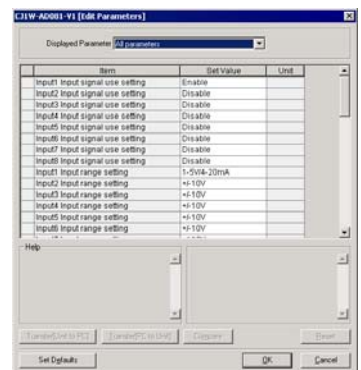 CJ1W-AD081-V1 [Edit Parameters]
Displayed Parameter All parameters
Item Set Value Unit
Input1 Input signal use setting Enable
Input2 Input signal use setting Disable
Input3 Input signal use setting Disable
Input4 Input signal use setting Disable
Input5 Input signal use setting Disable
Input6 Input signal use setting Disable
Input7 Input signal use setting Disable
Input8 Input signal use setting Disable
Input1 Input range setting 1-5V/4-20mA
Input2 Input range setting +/-10V
Input3 Input range setting +/-10V
Input4 Input range setting +/-10V
Input5 Input range setting +/-10V
Input6 Input range setting +/-10V
Help
Transfer[Unit to PC] Transfer[PC to Unit] Compare Reset
Set Defaults OK Cancel